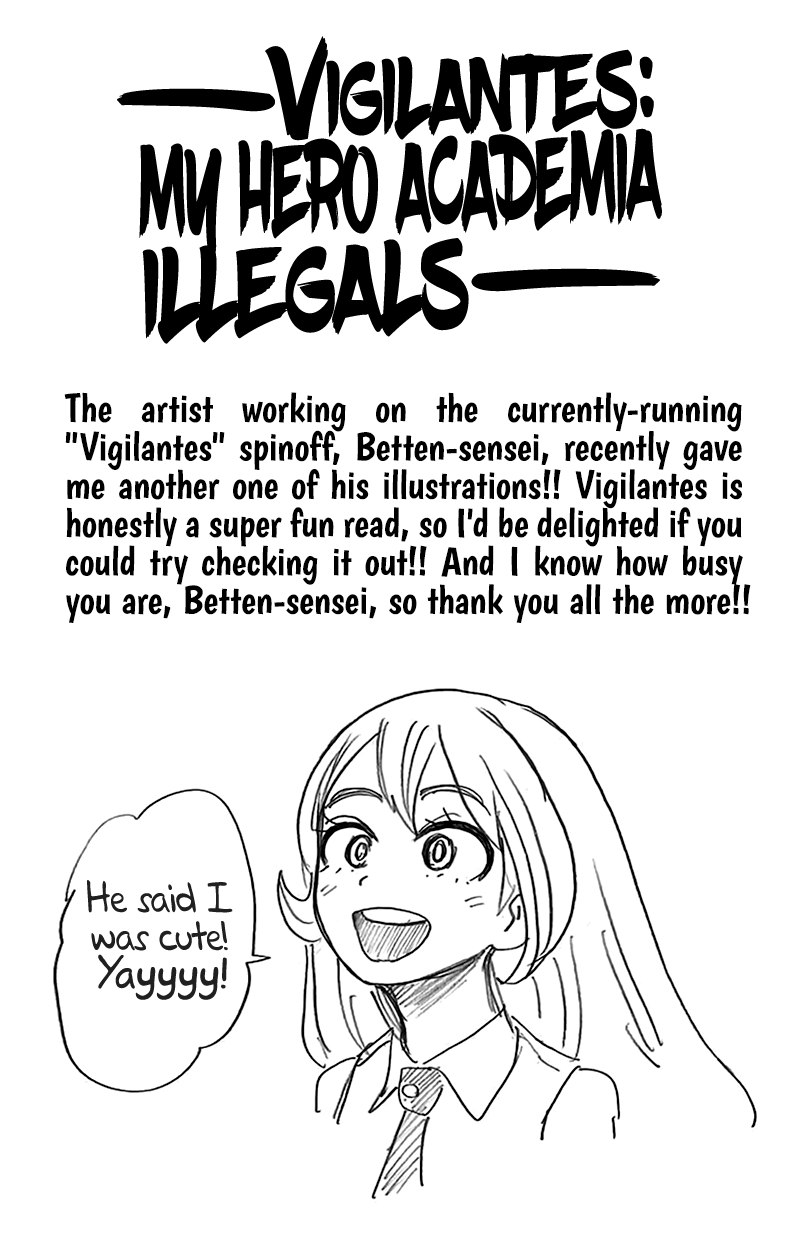 VIGILANTES:
MY HERO ACADEMIA
ILLEGALS
The artist working on the currently-running
"Vigilantes" spinoff, Betten-sensei, recently gave
me another one of his illustrations!! Vigilantes is
honestly a super fun read, so I'd be delighted if you
could try checking it out!! And I know how busy
you are, Betten-sensei, so thank you all the more!!
He said I
was cute!
Yayyyy!